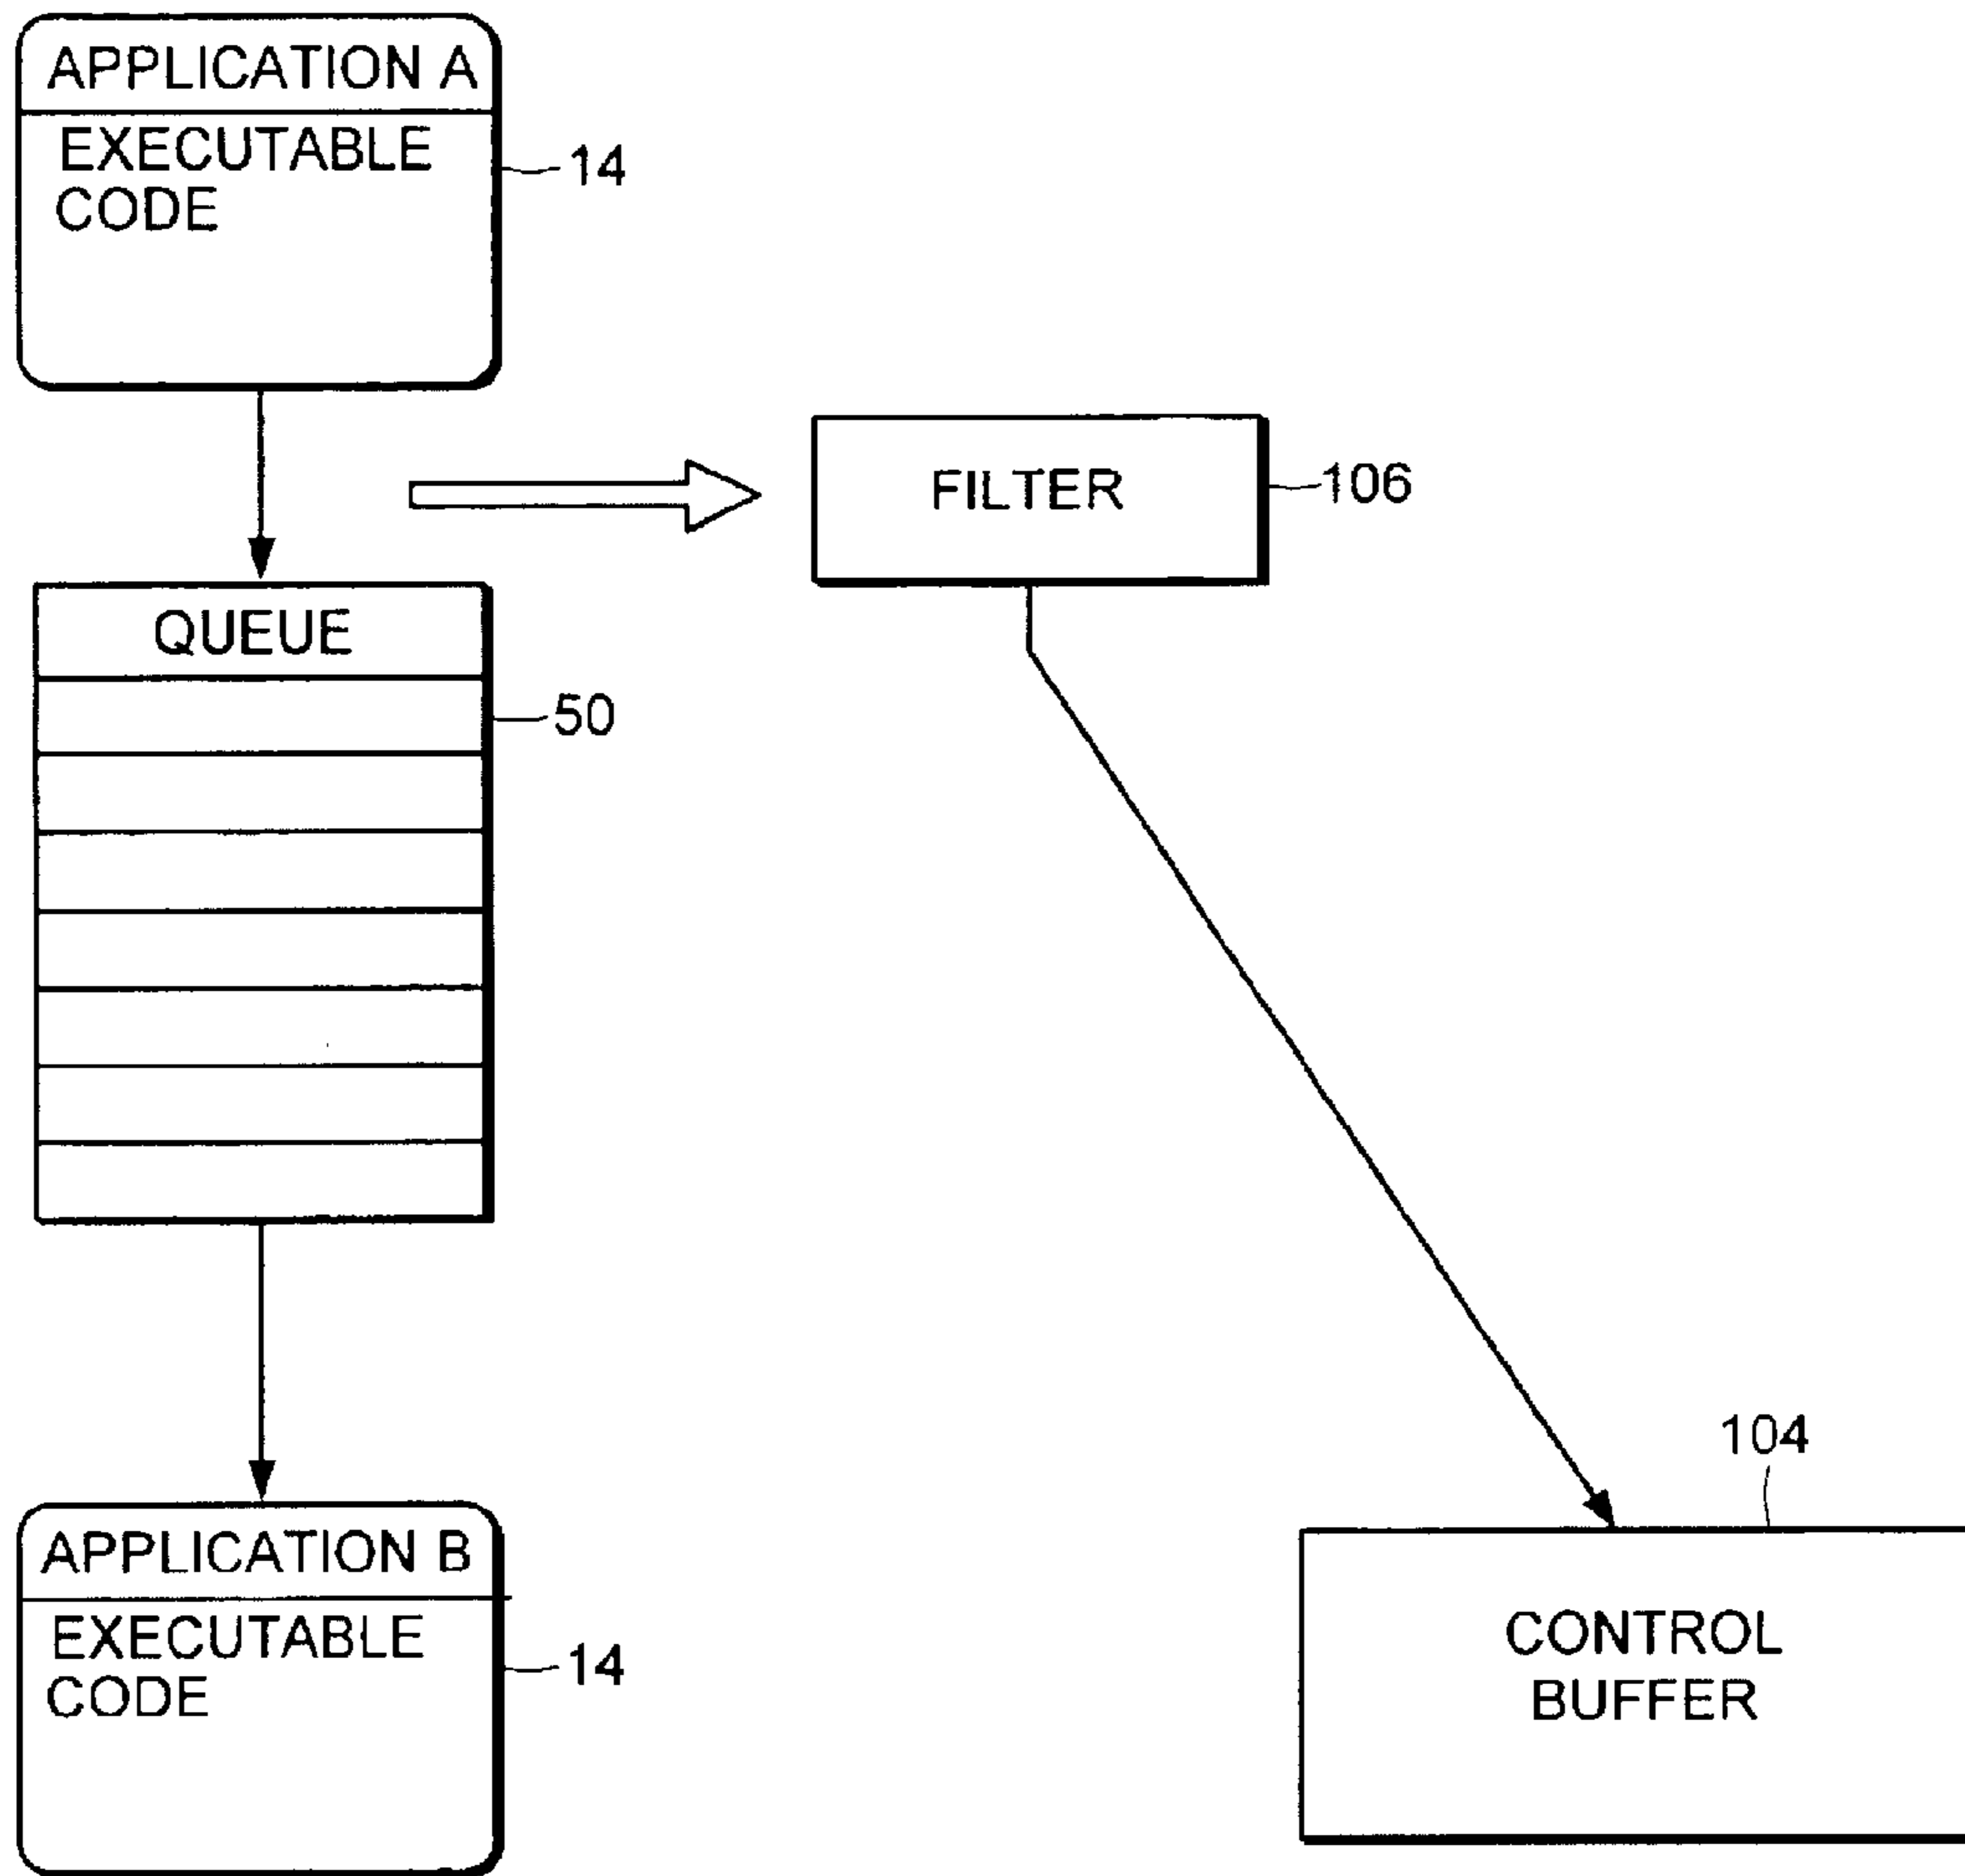 APPLICATION A
EXECUTABLE
CODE
14
FILTER
106
QUEUE
50
104
APPLICATION B
EXECUTABLE
CODE
14
CONTROL
BUFFER